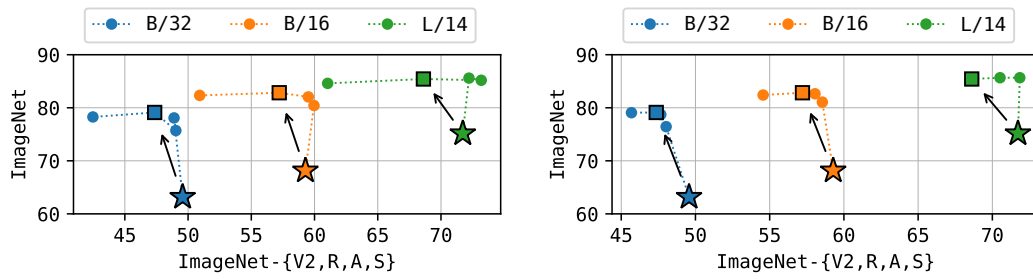 B/32 B/16 L/14
90
80
70
60
ImageNet
45 50 55 60 65 70
ImageNet-{V2,R,A,S}
B/32 B/16 L/14
90
80
70
60
ImageNet
45 50 55 60 65 70
ImageNet-{V2,R,A,S}